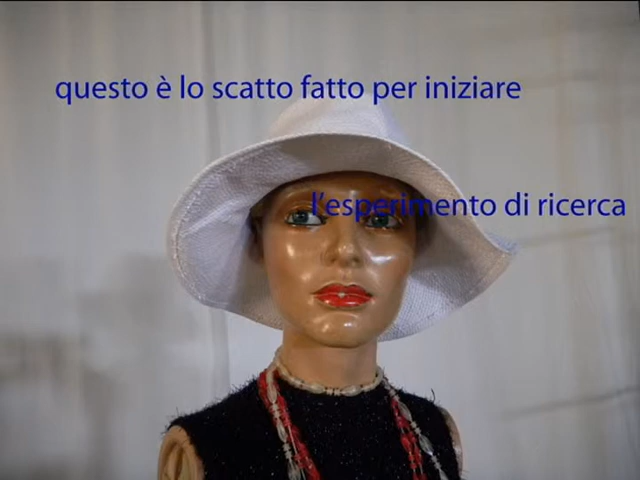 questo è lo scatto fatto per iniziare
l'esperimento di ricerca